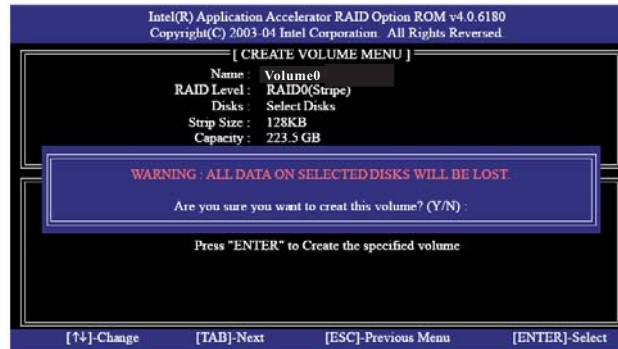 Intel(R) Application Accelerator RAID Option ROM v4.0.6180
Copyright(C) 2003-04 Intel Corporation. All Rights Reversed.
[ CREATE VOLUME MENU ]
Name : Volume0
RAID Level : RAID0(Stripe)
Disks : Select Disks
Strip Size : 128KB
Capacity : 223.5 GB
WARNING : ALL DATA ON SELECTED DISKS WILL BE LOST.
Are you sure you want to creat this volume? (Y/N) :
Press "ENTER" to Create the specified volume
[↑↓]-Change [TAB]-Next [ESC]-Previous Menu [ENTER]-Select